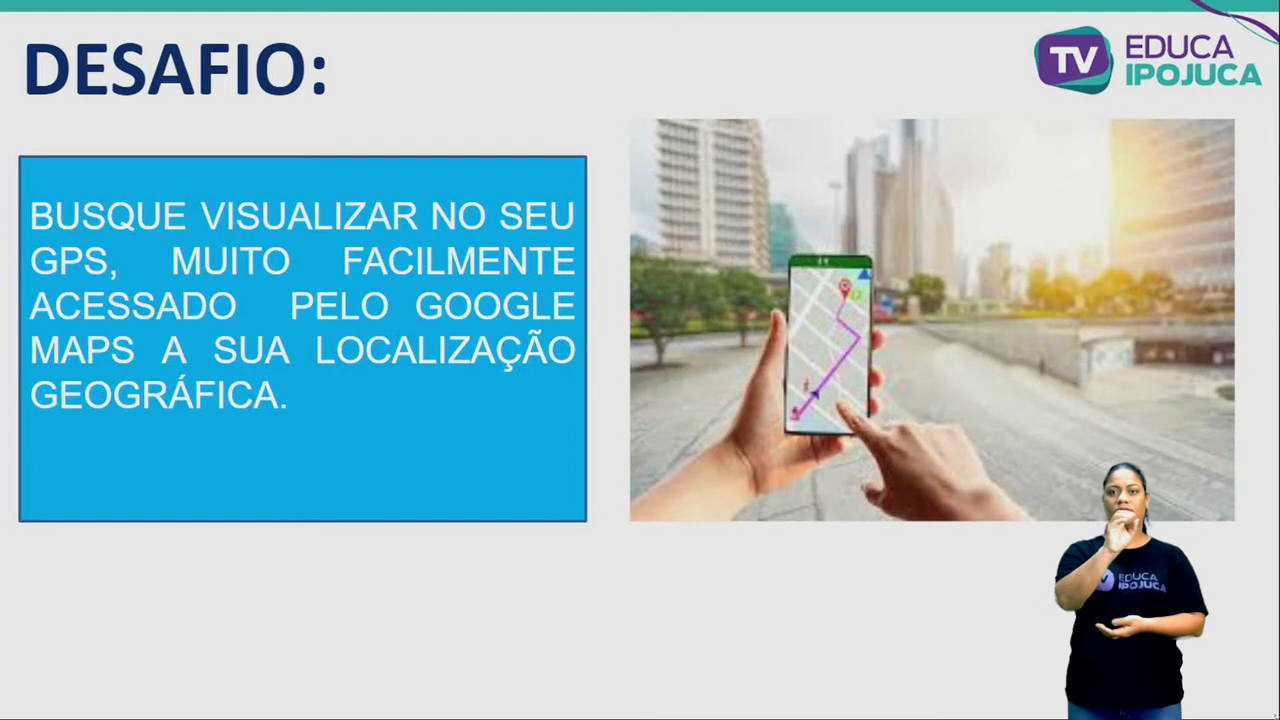 DESAFIO:
TV EDUCA
IPOJUCA
BUSQUE VISUALIZAR NO SEU
GPS, MUITO FACILMENTE
ACESSADO PELO GOOGLE
MAPS A SUA LOCALIZAÇÃO
GEOGRÁFICA.
EDUCA
IPOJUCA